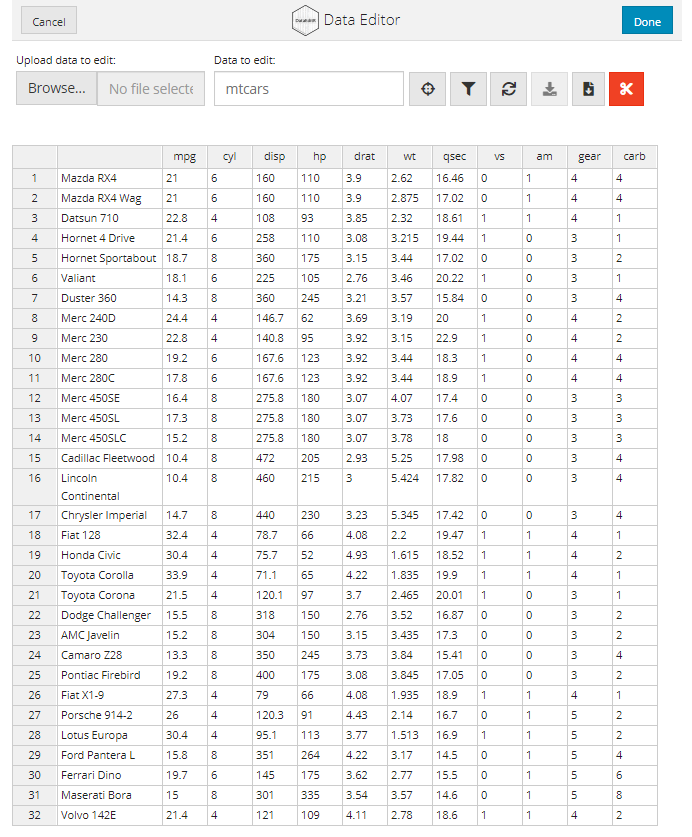 Cancel Data Editor Done
Upload data to edit: Data to edit:
Browse... No file selecte mtcars
mpg cyl disp hp drat wt qsec vs am gear carb
1 Mazda RX4 21 6 160 110 3.9 2.62 16.46 0 1 4 4
2 Mazda RX4 Wag 21 6 160 110 3.9 2.875 17.02 0 1 4 4
3 Datsun 710 22.8 4 108 93 3.85 2.32 18.61 1 1 4 1
4 Hornet 4 Drive 21.4 6 258 110 3.08 3.215 19.44 1 0 3 1
5 Hornet Sportabout 18.7 8 360 175 3.15 3.44 17.02 0 0 3 2
6 Valiant 18.1 6 225 105 2.76 3.46 20.22 1 0 3 1
7 Duster 360 14.3 8 360 245 3.21 3.57 15.84 0 0 3 4
8 Merc 240D 24.4 4 146.7 62 3.69 3.19 20 1 0 4 2
9 Merc 230 22.8 4 140.8 95 3.92 3.15 22.9 1 0 4 2
10 Merc 280 19.2 6 167.6 123 3.92 3.44 18.3 1 0 4 4
11 Merc 280C 17.8 6 167.6 123 3.92 3.44 18.9 1 0 4 4
12 Merc 450SE 16.4 8 275.8 180 3.07 4.07 17.4 0 0 3 3
13 Merc 450SL 17.3 8 275.8 180 3.07 3.73 17.6 0 0 3 3
14 Merc 450SLC 15.2 8 275.8 180 3.07 3.78 18 0 0 3 3
15 Cadillac Fleetwood 10.4 8 472 205 2.93 5.25 17.98 0 0 3 4
16 Lincoln 10.4 8 460 215 3 5.424 17.82 0 0 3 4
Continental
17 Chrysler Imperial 14.7 8 440 230 3.23 5.345 17.42 0 0 3 4
18 Fiat 128 32.4 4 78.7 66 4.08 2.2 19.47 1 1 4 1
19 Honda Civic 30.4 4 75.7 52 4.93 1.615 18.52 1 1 4 2
20 Toyota Corolla 33.9 4 71.1 65 4.22 1.835 19.9 1 1 4 1
21 Toyota Corona 21.5 4 120.1 97 3.7 2.465 20.01 1 0 3 1
22 Dodge Challenger 15.5 8 318 150 2.76 3.52 16.87 0 0 3 2
23 AMC Javelin 15.2 8 304 150 3.15 3.435 17.3 0 0 3 2
24 Camaro Z28 13.3 8 350 245 3.73 3.84 15.41 0 0 3 4
25 Pontiac Firebird 19.2 8 400 175 3.08 3.845 17.05 0 0 3 2
26 Fiat X1-9 27.3 4 79 66 4.08 1.935 18.9 1 1 4 1
27 Porsche 914-2 26 4 120.3 91 4.43 2.14 16.7 0 1 5 2
28 Lotus Europa 30.4 4 95.1 113 3.77 1.513 16.9 1 1 5 2
29 Ford Pantera L 15.8 8 351 264 4.22 3.17 14.5 0 1 5 4
30 Ferrari Dino 19.7 6 145 175 3.62 2.77 15.5 0 1 5 6
31 Maserati Bora 15 8 301 335 3.54 3.57 14.6 0 1 5 8
32 Volvo 142E 21.4 4 121 109 4.11 2.78 18.6 1 1 4 2